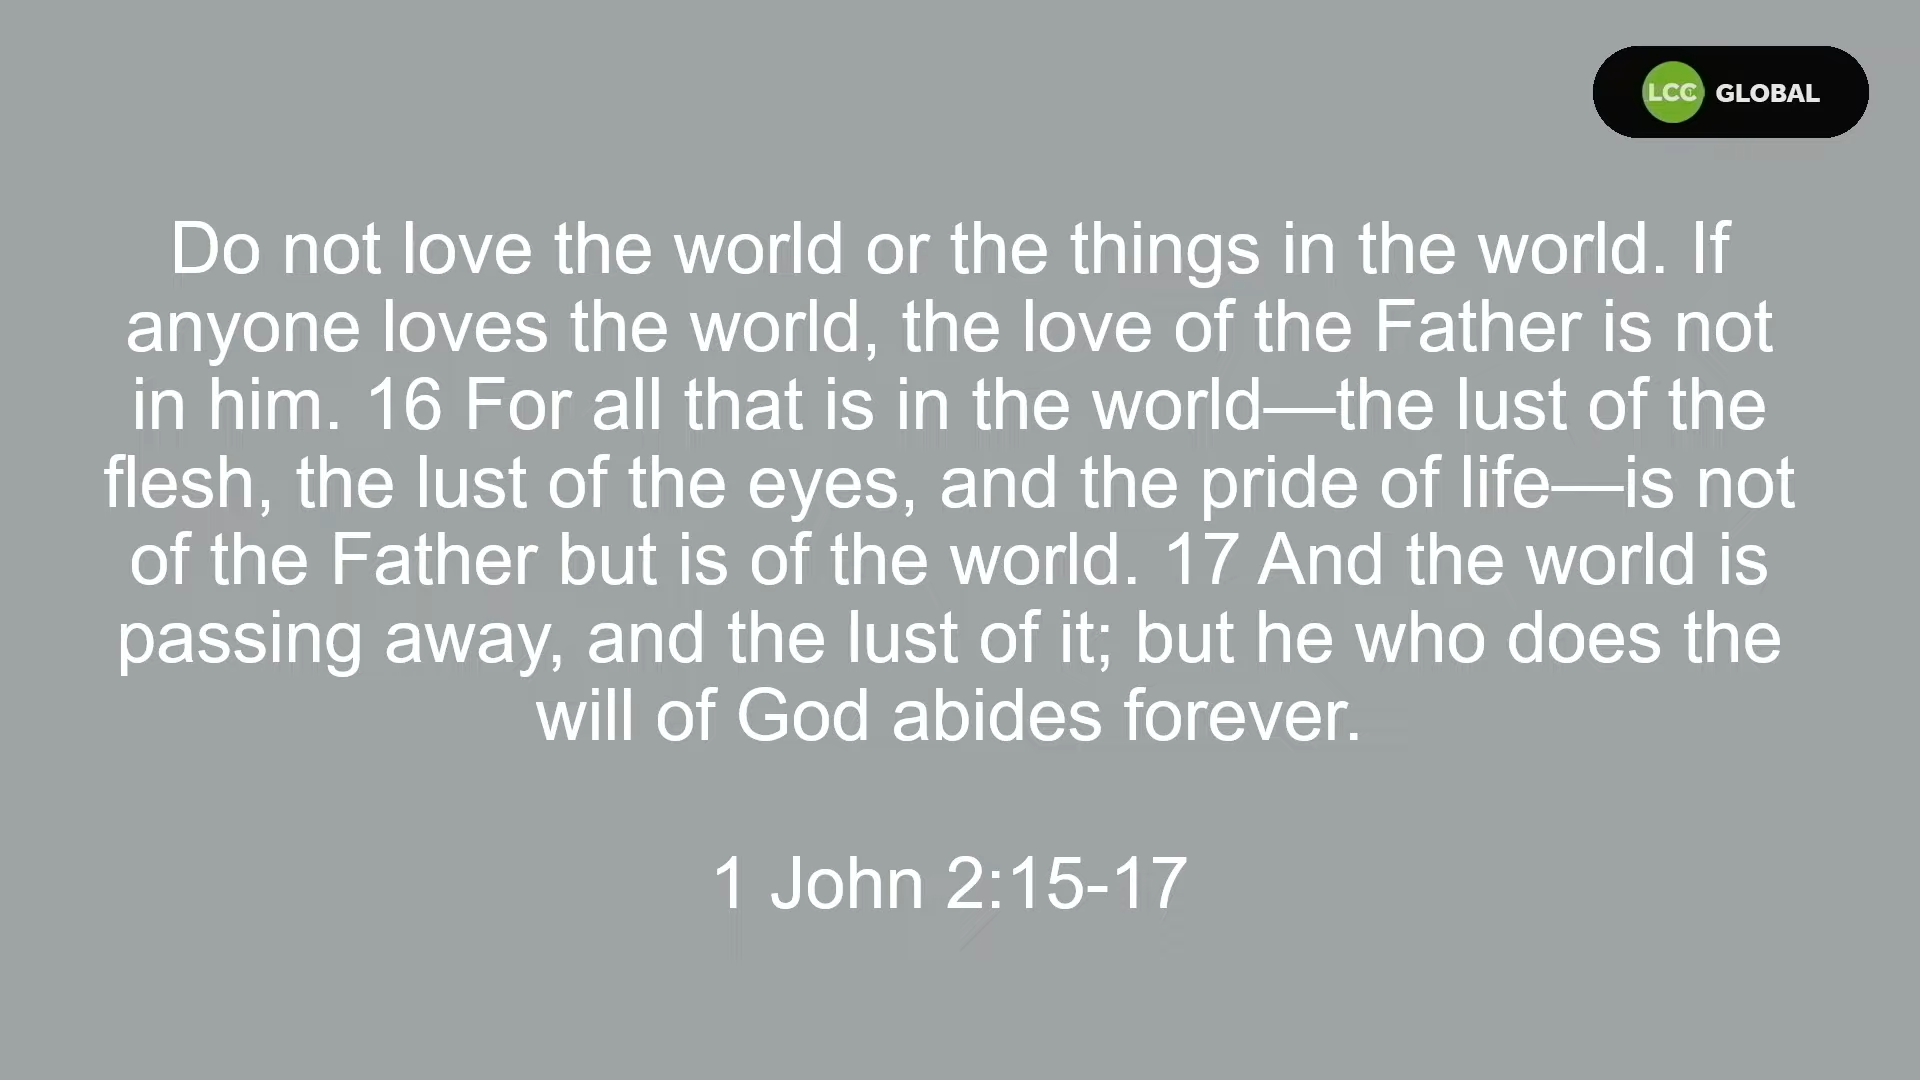 LCC GLOBAL
Do not love the world or the things in the world. If
anyone loves the world, the love of the Father is not
in him. 16 For all that is in the world—the lust of the
flesh, the lust of the eyes, and the pride of life—is not
of the Father but is of the world. 17 And the world is
passing away, and the lust of it; but he who does the
will of God abides forever.
1 John 2:15-17